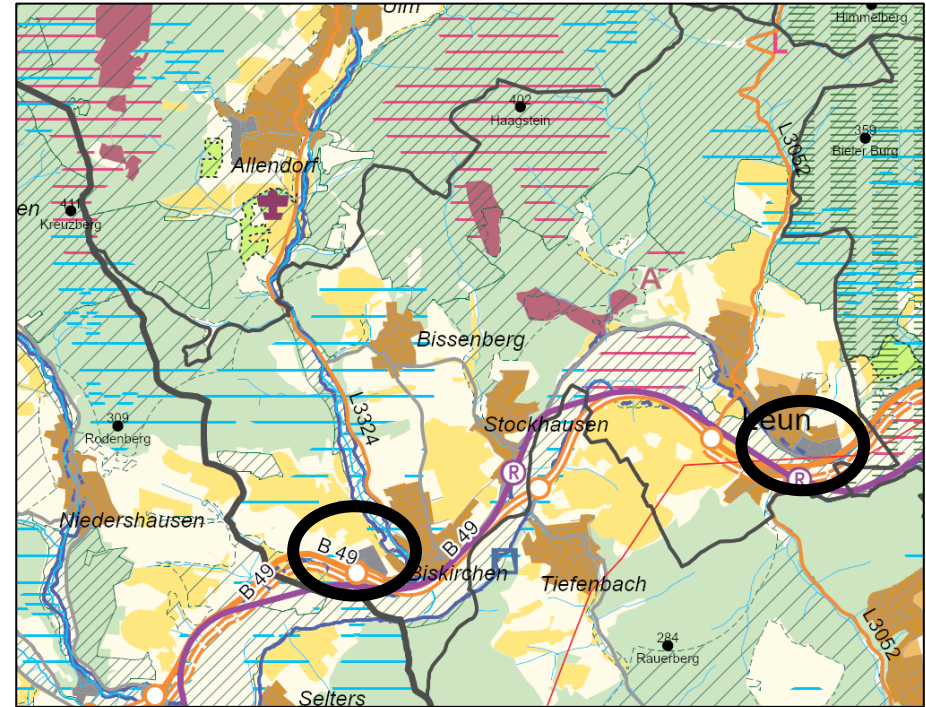 Ulm
Himmelberg
L
402
Haagstein
L3052
359
Bieler Burg
Allendorf
en
411
Kreuzberg
A
Bissenberg
L3324
309
Rodenberg
Stockhausen
Leun
R
R
Niedershausen
B 49
B 49
B 49
Biskirchen
Tiefenbach
L3052
284
Rauerberg
Selters